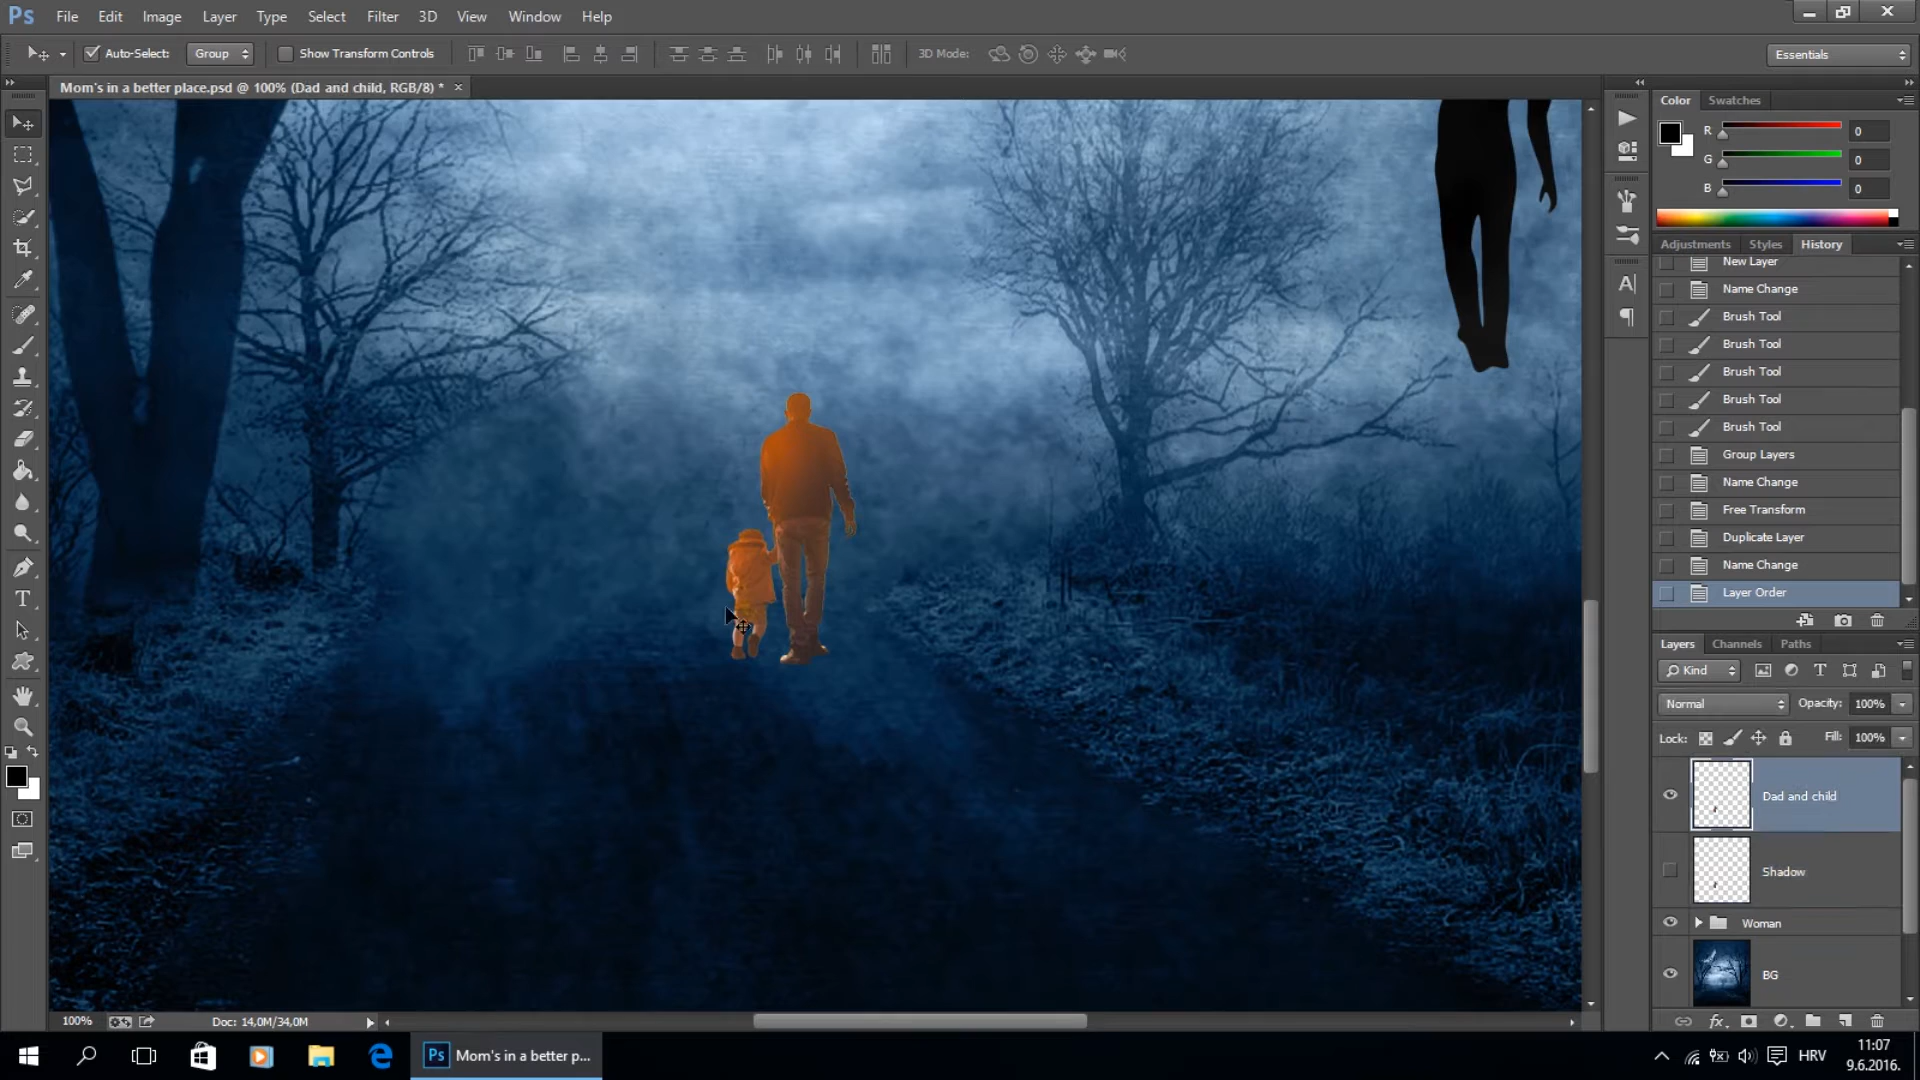 Ps File Edit Image Layer Type Select Filter 3D View Window Help
Auto-Select: Group Show Transform Controls 3D Mode: Essentials
Mom's in a better place.psd @ 100% (Dad and child, RGB/8) *
Color Swatches
R 0
G 0
B 0
Adjustments Styles History
New Layer
Name Change
Brush Tool
Brush Tool
Brush Tool
Brush Tool
Brush Tool
Group Layers
Name Change
Free Transform
Duplicate Layer
Name Change
Layer Order
Layers Channels Paths
Kind
Normal Opacity: 100%
Lock: Fill: 100%
Dad and child
Shadow
Woman
BG
fx
100% Doc: 14,0M/34,0M
Ps Mom's in a better p... HRV 11:07
9.6.2016.